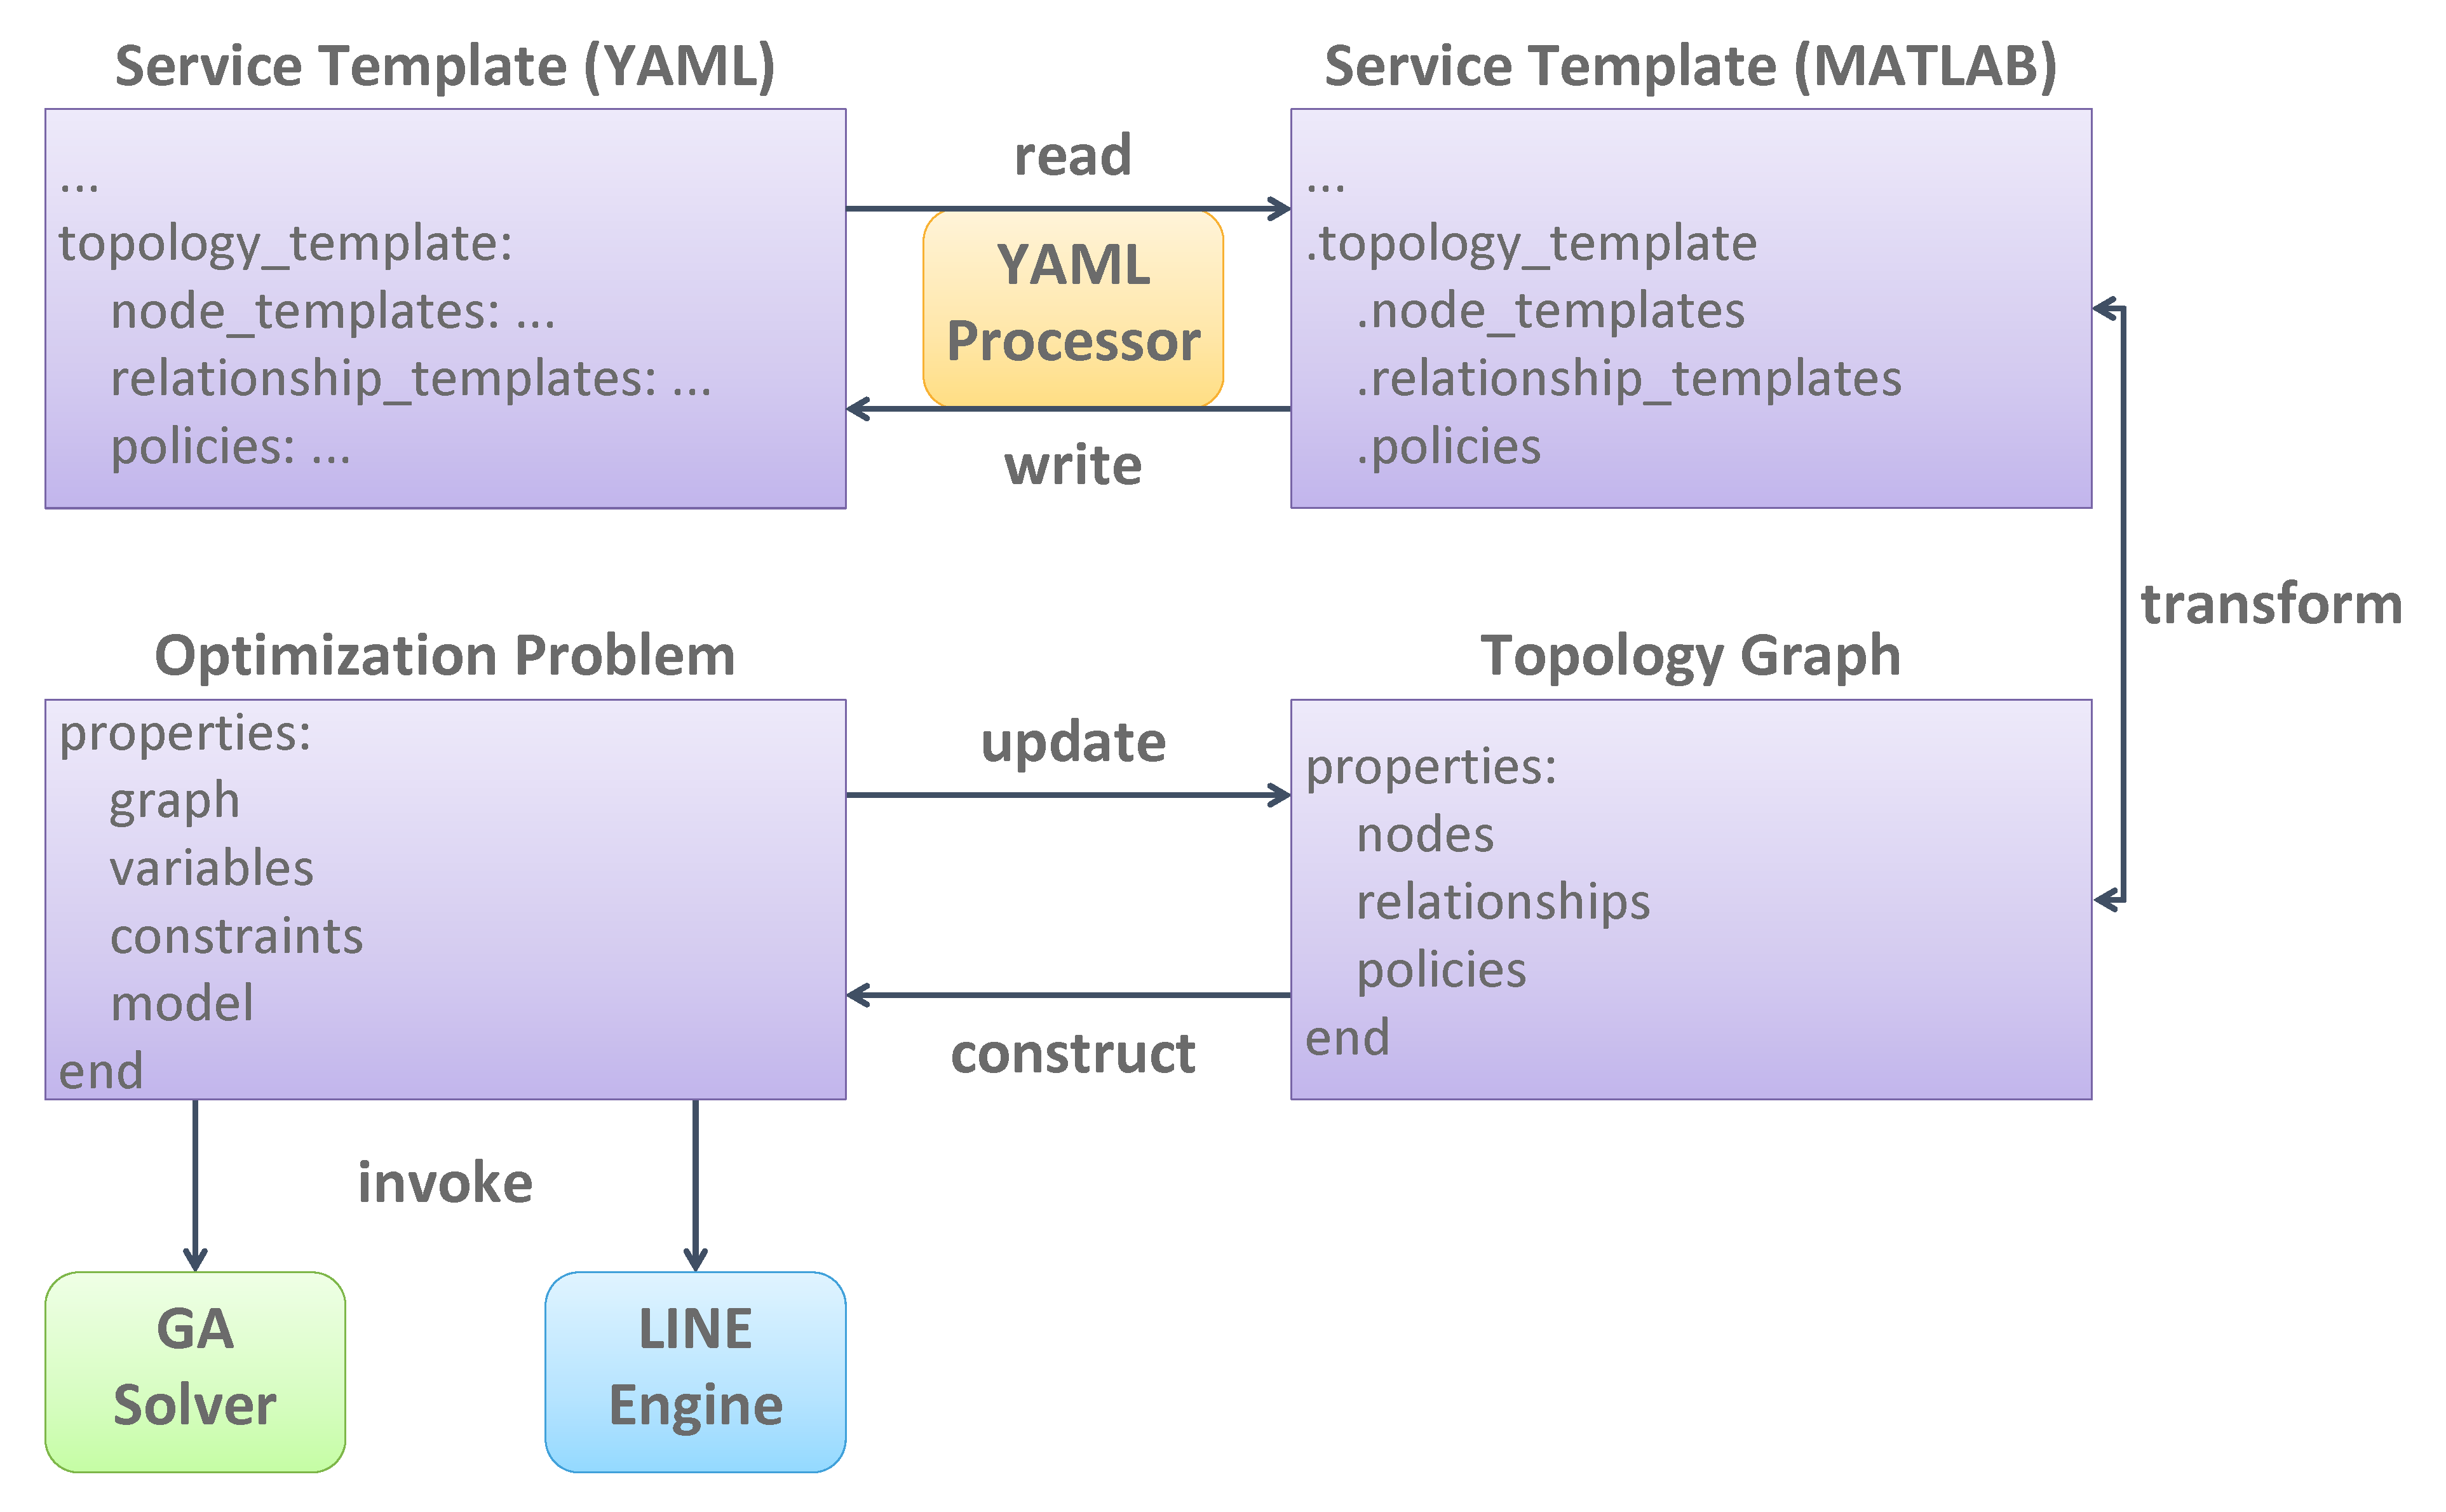 Service Template (YAML)
...
topology_template:
node_templates: ...
relationship_templates: ...
policies: ...
read
YAML
Processor
write
Service Template (MATLAB)
...
.topology_template
.node_templates
.relationship_templates
.policies
transform
Optimization Problem
properties:
graph
variables
constraints
model
end
update
construct
Topology Graph
properties:
nodes
relationships
policies
end
invoke
GA
Solver
LINE
Engine